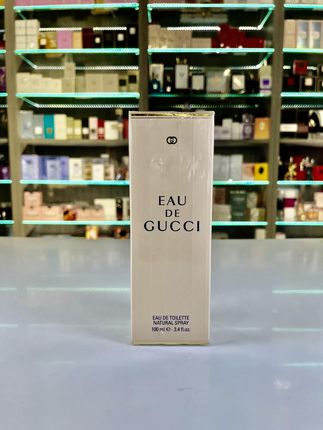 EAU
DE
GUCCI
EAU DE TOILETTE
NATURAL SPRAY
100 ml ℮ - 3.4 fl.oz.